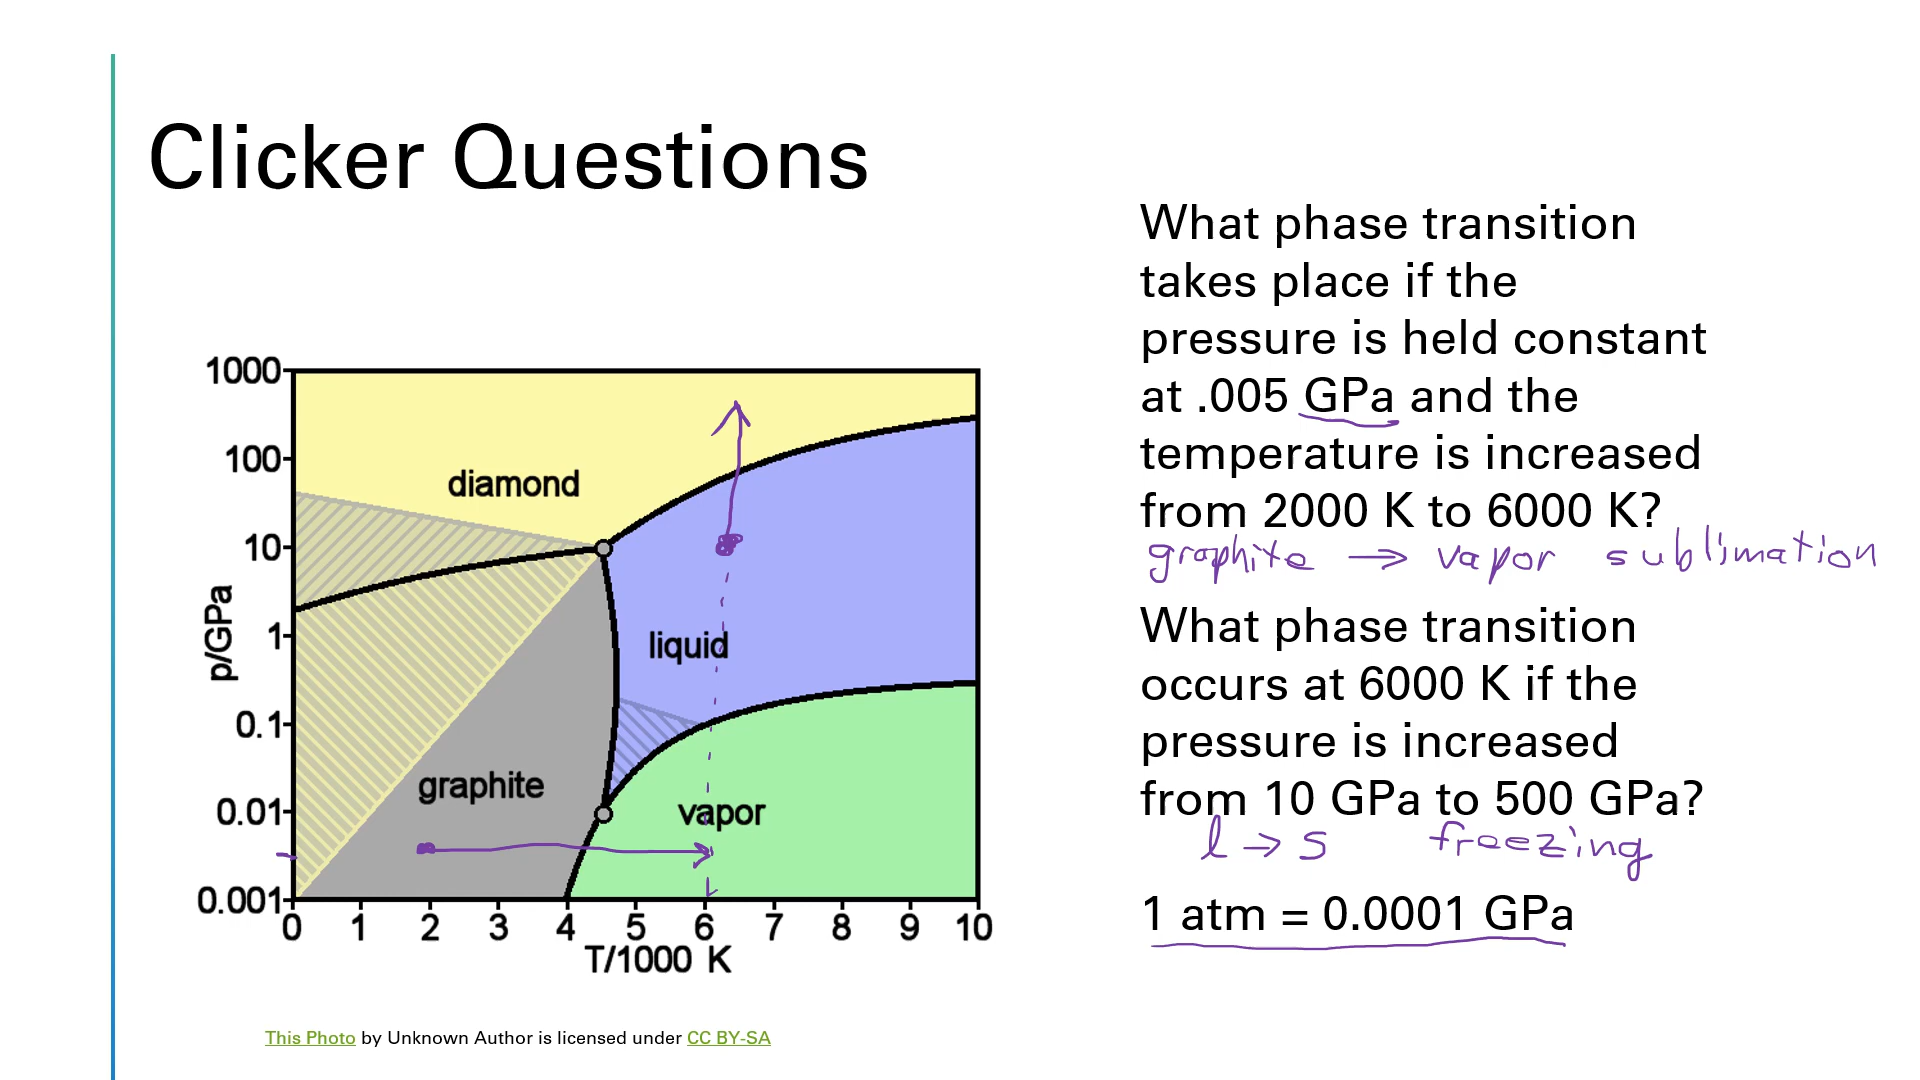 Clicker Questions
What phase transition
takes place if the
pressure is held constant
at .005 GPa and the
temperature is increased
from 2000 K to 6000 K?
graphite → vapor sublimation
What phase transition
occurs at 6000 K if the
pressure is increased
from 10 GPa to 500 GPa?
l → s freezing
1 atm = 0.0001 GPa
1000
100
10
1
0.1
0.01
0.001
p/GPa
diamond
liquid
graphite
vapor
0 1 2 3 4 5 6 7 8 9 10
T/1000 K
This Photo by Unknown Author is licensed under CC BY-SA